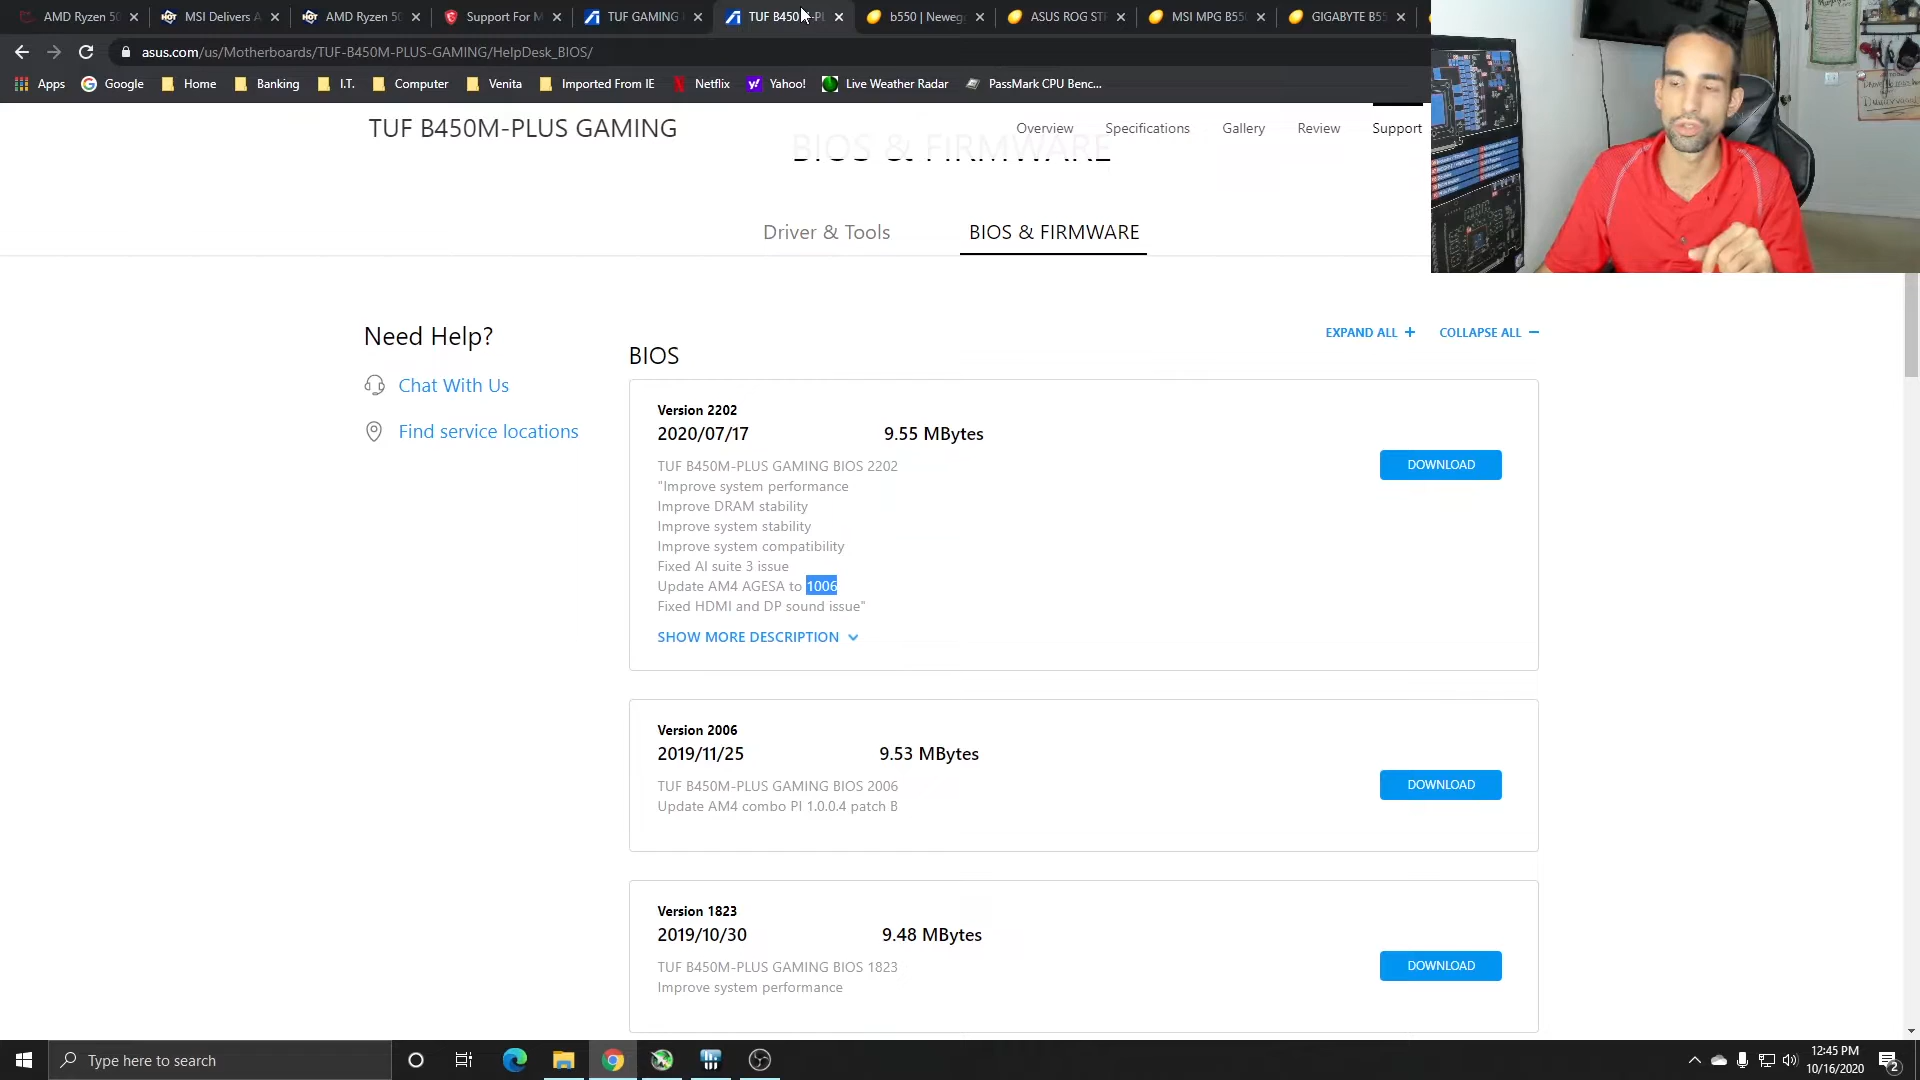 AMD Ryzen 50
MSI Delivers A
AMD Ryzen 50
Support For M
TUF GAMING
TUF B450M-PL
b550 | Newegg
ASUS ROG STR
MSI MPG B550
GIGABYTE B55
asus.com/us/Motherboards/TUF-B450M-PLUS-GAMING/HelpDesk_BIOS/
Apps
Google
Home
Banking
I.T.
Computer
Venita
Imported From IE
Netflix
Yahoo!
Live Weather Radar
PassMark CPU Benc...
TUF B450M-PLUS GAMING
Overview
Specifications
Gallery
Review
Support
BIOS & FIRMWARE
Driver & Tools
BIOS & FIRMWARE
Need Help?
Chat With Us
Find service locations
EXPAND ALL +
COLLAPSE ALL −
BIOS
Version 2202
2020/07/17
9.55 MBytes
DOWNLOAD
TUF B450M-PLUS GAMING BIOS 2202
"Improve system performance
Improve DRAM stability
Improve system stability
Improve system compatibility
Fixed AI suite 3 issue
Update AM4 AGESA to 1006
Fixed HDMI and DP sound issue"
SHOW MORE DESCRIPTION
Version 2006
2019/11/25
9.53 MBytes
DOWNLOAD
TUF B450M-PLUS GAMING BIOS 2006
Update AM4 combo PI 1.0.0.4 patch B
Version 1823
2019/10/30
9.48 MBytes
DOWNLOAD
TUF B450M-PLUS GAMING BIOS 1823
Improve system performance
Type here to search
12:45 PM
10/16/2020
2